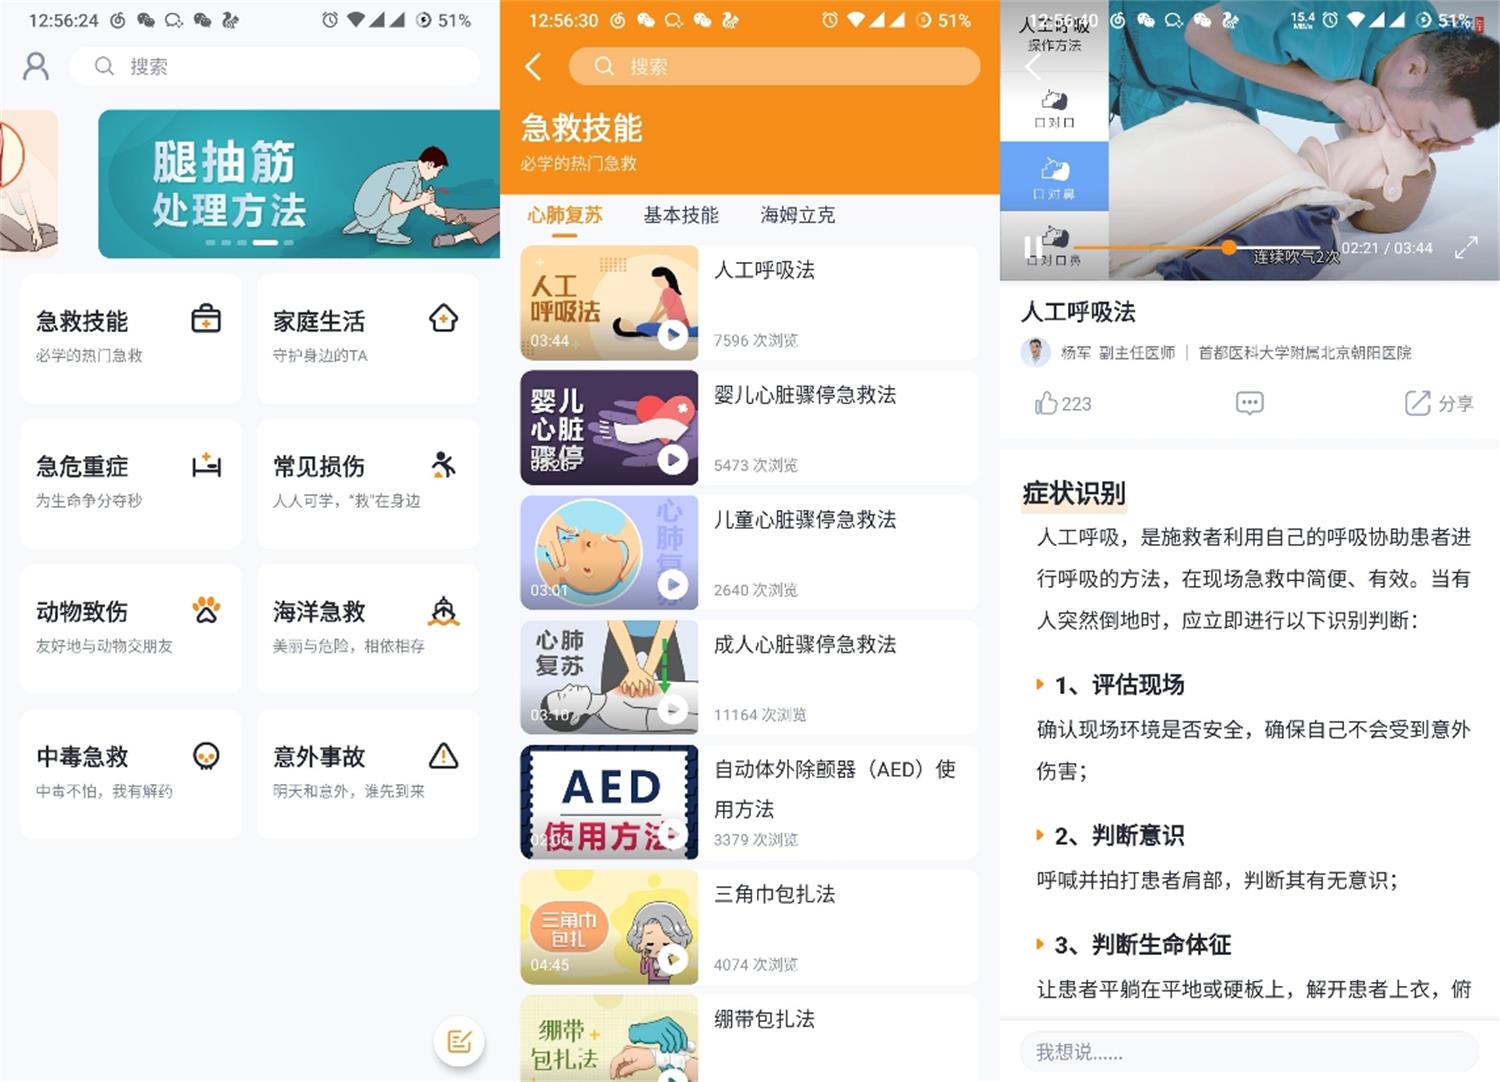 12:56:24
51%
搜索
腿抽筋
处理方法
急救技能
必学的热门急救
家庭生活
守护身边的TA
急危重症
为生命争分夺秒
常见损伤
人人可学，“救”在身边
动物致伤
友好地与动物交朋友
海洋急救
美丽与危险，相依相存
中毒急救
中毒不怕，我有解药
意外事故
明天和意外，谁先到来
12:56:30
51%
搜索
急救技能
必学的热门急救
心肺复苏
基本技能
海姆立克
人工
呼吸法
03:44
人工呼吸法
7596 次浏览
婴儿
心脏
骤停
03:26
婴儿心脏骤停急救法
5473 次浏览
心
肺
复
苏
03:01
儿童心脏骤停急救法
2640 次浏览
心肺
复苏
03:10
成人心脏骤停急救法
11164 次浏览
AED
使用方法
02:06
自动体外除颤器（AED）使
用方法
3379 次浏览
三角巾
包扎
04:45
三角巾包扎法
4074 次浏览
绷带
包扎法
绷带包扎法
12:56:40
15.4
MB/s
51%
人工呼吸
操作方法
口对口
口对鼻
口对口鼻
连续吹气2次
02:21 / 03:44
人工呼吸法
杨军 副主任医师 | 首都医科大学附属北京朝阳医院
223
分享
症状识别
人工呼吸，是施救者利用自己的呼吸协助患者进
行呼吸的方法，在现场急救中简便、有效。当有
人突然倒地时，应立即进行以下识别判断：
1、评估现场
确认现场环境是否安全，确保自己不会受到意外
伤害；
2、判断意识
呼喊并拍打患者肩部，判断其有无意识；
3、判断生命体征
让患者平躺在平地或硬板上，解开患者上衣，俯
我想说......